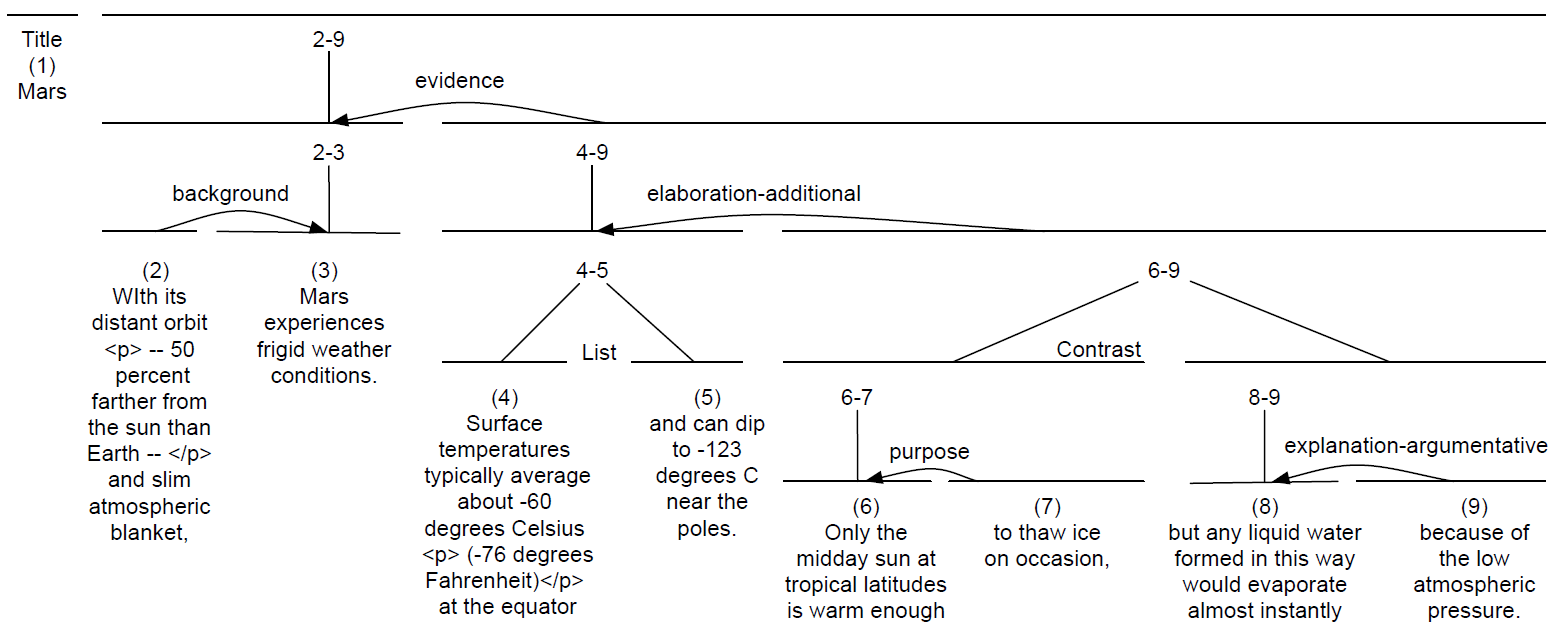 Title
(1)
Mars
2-9
evidence
2-3
4-9
background
elaboration-additional
(2)
WIth its
distant orbit
<p> -- 50
percent
farther from
the sun than
Earth -- </p>
and slim
atmospheric
blanket,
(3)
Mars
experiences
frigid weather
conditions.
4-5
6-9
List
Contrast
(4)
Surface
temperatures
typically average
about -60
degrees Celsius
<p> (-76 degrees
Fahrenheit)</p>
at the equator
(5)
and can dip
to -123
degrees C
near the
poles.
6-7
8-9
purpose
explanation-argumentative
(6)
Only the
midday sun at
tropical latitudes
is warm enough
(7)
to thaw ice
on occasion,
(8)
but any liquid water
formed in this way
would evaporate
almost instantly
(9)
because of
the low
atmospheric
pressure.